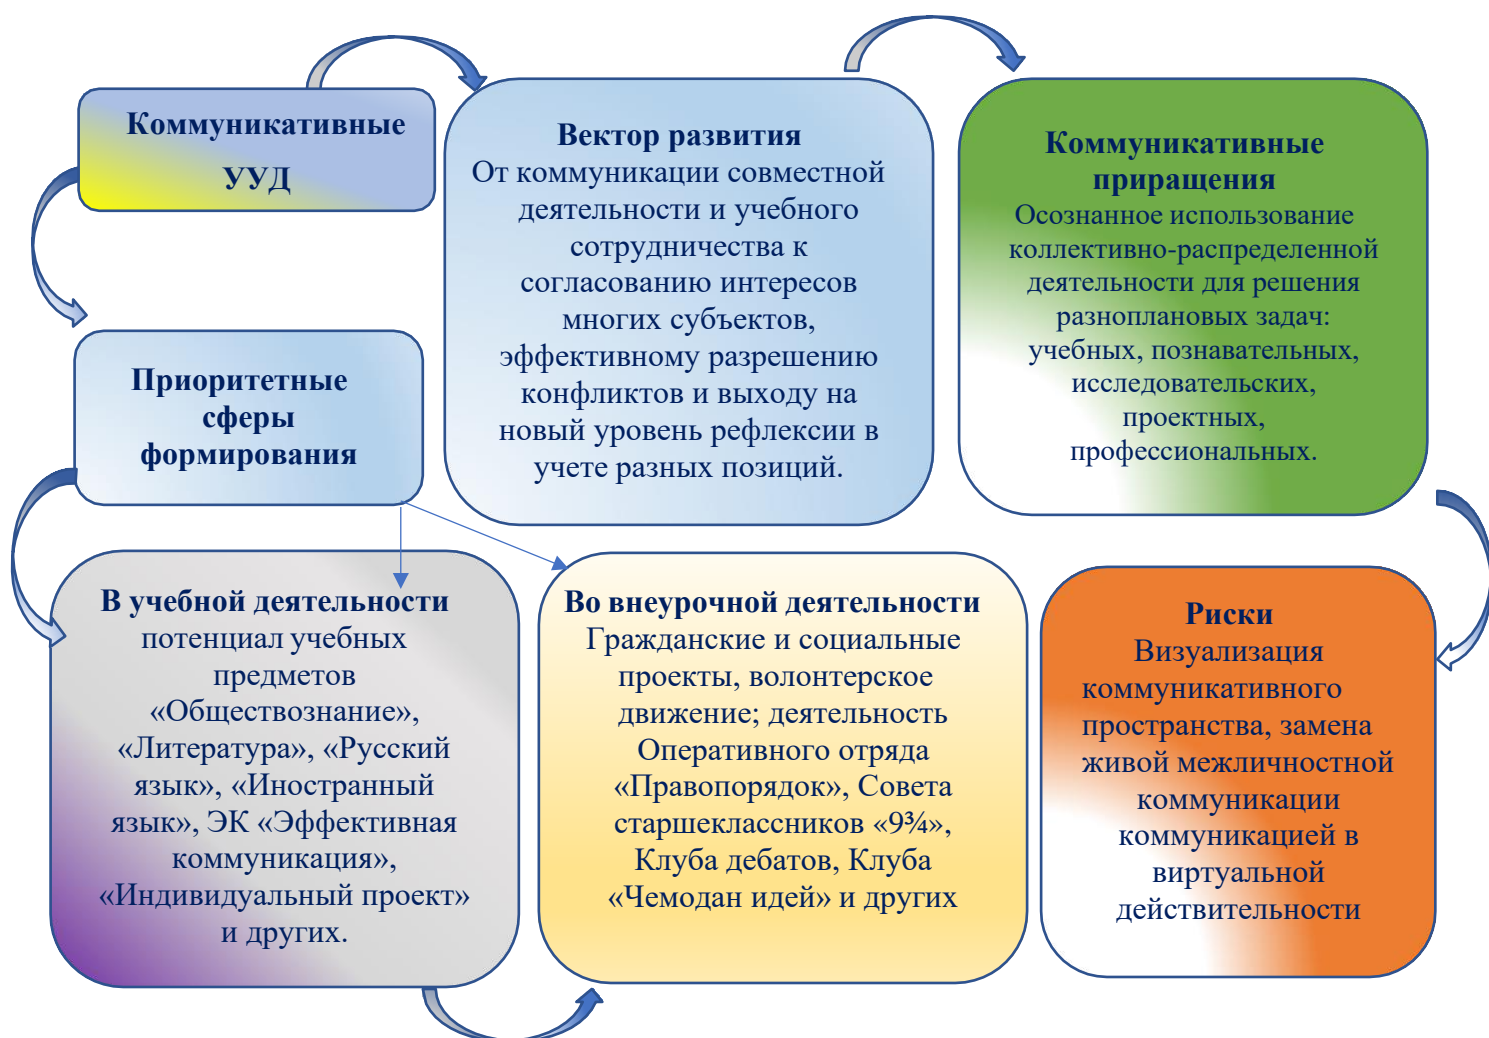 Коммуникативные
УУД
Вектор развития
От коммуникации совместной
деятельности и учебного
сотрудничества к
согласованию интересов
многих субъектов,
эффективному разрешению
конфликтов и выходу на
новый уровень рефлексии в
учете разных позиций.
Коммуникативные
приращения
Осознанное использование
коллективно-распределенной
деятельности для решения
разноплановых задач:
учебных, познавательных,
исследовательских,
проектных,
профессиональных.
Приоритетные
сферы
формирования
В учебной деятельности
потенциал учебных
предметов
«Обществознание»,
«Литература», «Русский
язык», «Иностранный
язык», ЭК «Эффективная
коммуникация»,
«Индивидуальный проект»
и других.
Во внеурочной деятельности
Гражданские и социальные
проекты, волонтерское
движение; деятельность
Оперативного отряда
«Правопорядок», Совета
старшеклассников «9¾»,
Клуба дебатов, Клуба
«Чемодан идей» и других
Риски
Визуализация
коммуникативного
пространства, замена
живой межличностной
коммуникации
коммуникацией в
виртуальной
действительности